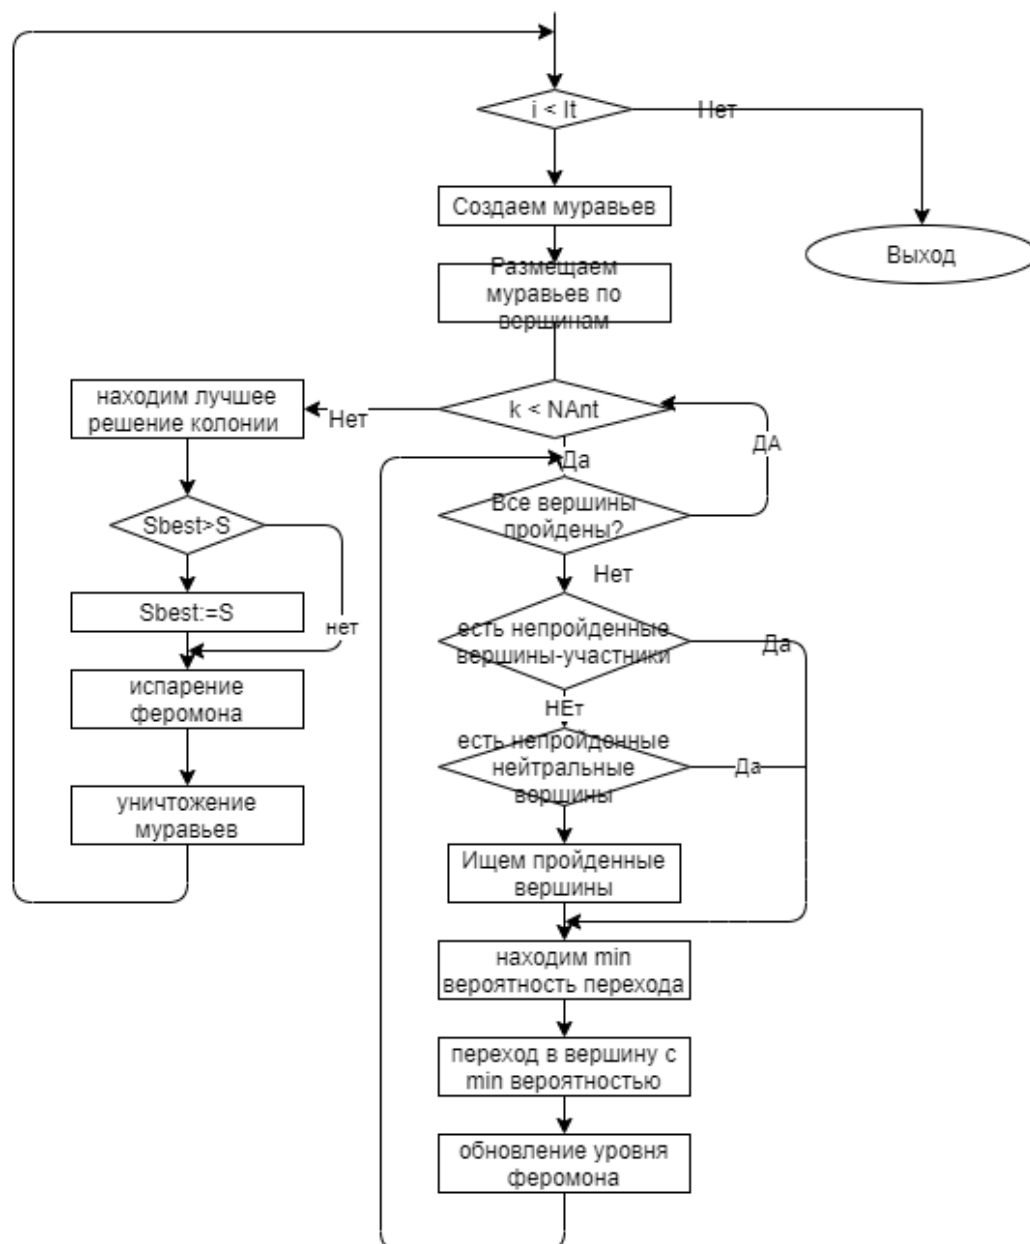 i < It
Нет
Создаем муравьев
Выход
Размещаем
муравьев по
вершинам
находим лучшее
решение колонии
Нет
k < NAnt
ДА
Да
Все вершины
пройдены?
Sbest>S
Нет
Sbest:=S
нет
есть непройденные
вершины-участники
Да
испарение
феромона
НЕт
есть непройденные
нейтральные
вершины
Да
уничтожение
муравьев
Ищем пройденные
вершины
находим min
вероятность перехода
переход в вершину с
min вероятностью
обновление уровня
феромона